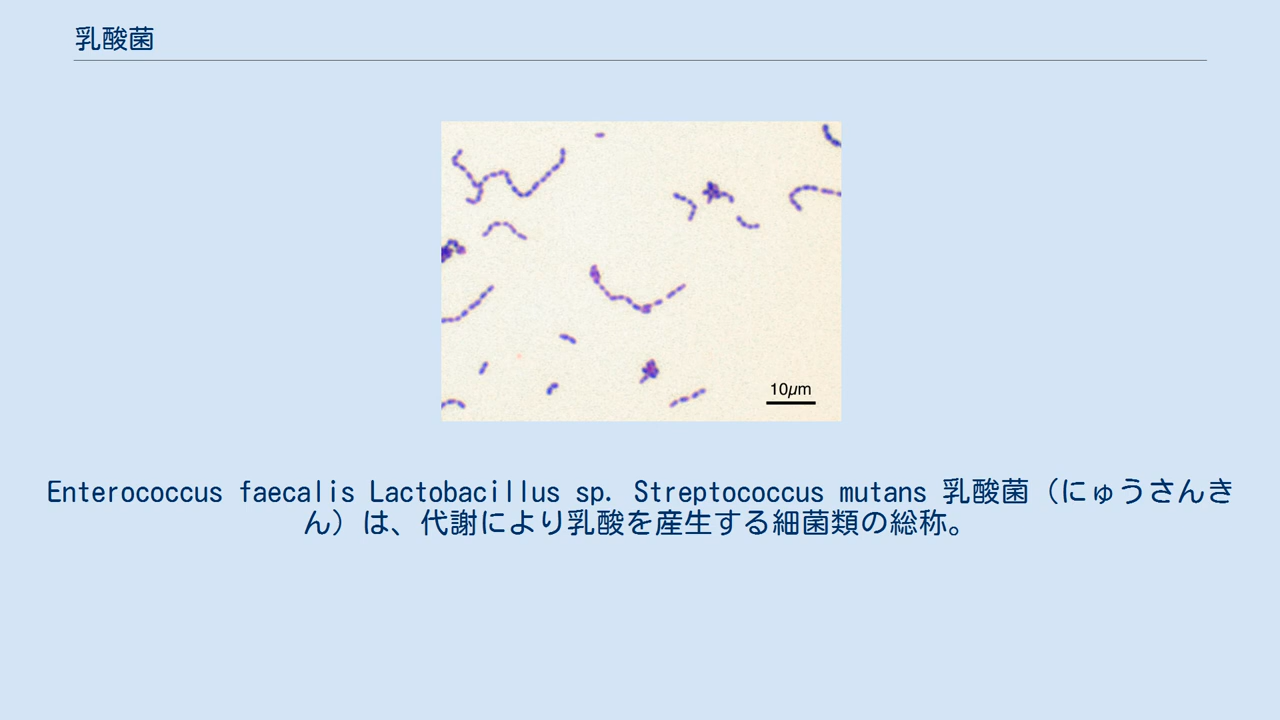 乳酸菌
10μm
Enterococcus faecalis Lactobacillus sp. Streptococcus mutans 乳酸菌（にゅうさんき
ん）は、代謝により乳酸を産生する細菌類の総称。